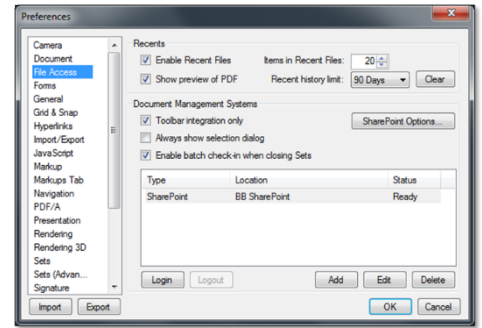 Preferences
Camera
Document
File Access
Forms
General
Grid & Snap
Hyperlinks
Import/Export
JavaScript
Markup
Markups Tab
Navigation
PDF/A
Presentation
Rendering
Rendering 3D
Sets
Sets (Advan...
Signature
Import Export
Recents
Enable Recent Files Items in Recent Files: 20
Show preview of PDF Recent history limit: 90 Days Clear
Document Management Systems
Toolbar integration only SharePoint Options...
Always show selection dialog
Enable batch check-in when closing Sets
Type Location Status
SharePoint BB SharePoint Ready
Login Logout Add Edit Delete
OK Cancel